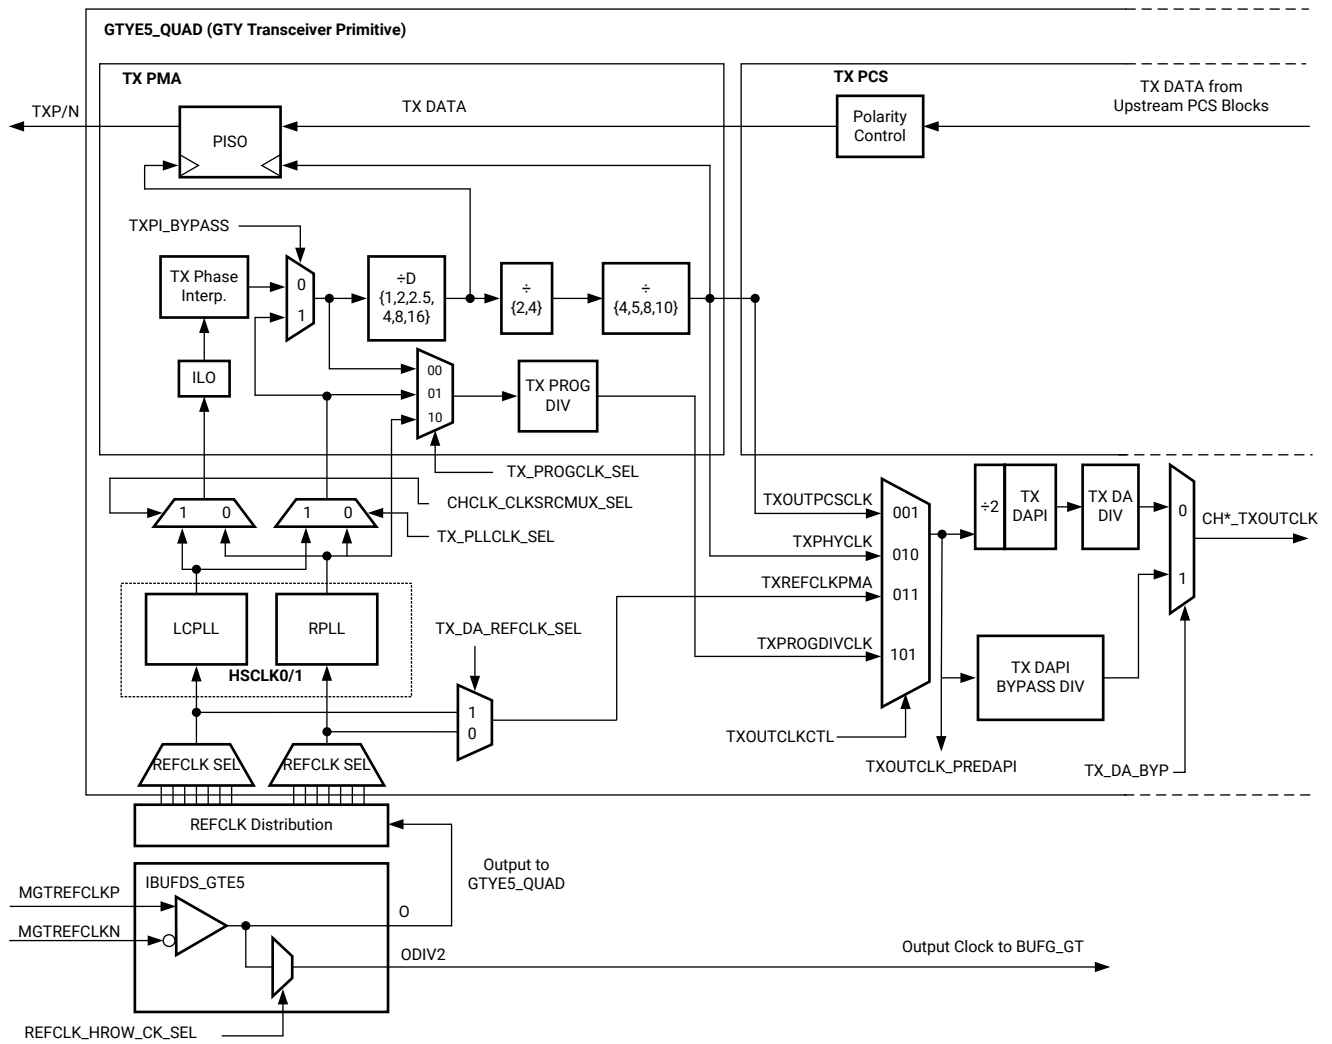 GTYE5_QUAD (GTY Transceiver Primitive)
TX PMA
TX PCS
TXP/N
TX DATA
TX DATA from
Upstream PCS Blocks
PISO
Polarity
Control
TXPI_BYPASS
TX Phase
Interp.
0
1
÷D
{1,2,2.5,
4,8,16}
÷
{2,4}
÷
{4,5,8,10}
ILO
00
01
10
TX PROG
DIV
TX_PROGCLK_SEL
CHCLK_CLKSRCMUX_SEL
TX_PLLCLK_SEL
1 0
1 0
LCPLL
RPLL
HSCLK0/1
TX_DA_REFCLK_SEL
1
0
TXOUTPCSCLK
TXPHYCLK
TXREFCLKPMA
TXPROGDIVCLK
001
010
011
101
TXOUTCLKCTL
TXOUTCLK_PREDAPI
÷2
TX
DAPI
TX DA
DIV
TX DAPI
BYPASS DIV
0
1
CH*_TXOUTCLK
TX_DA_BYP
REFCLK SEL
REFCLK SEL
REFCLK Distribution
Output to
GTYE5_QUAD
IBUFDS_GTE5
MGTREFCLKP
MGTREFCLKN
O
ODIV2
Output Clock to BUFG_GT
REFCLK_HROW_CK_SEL